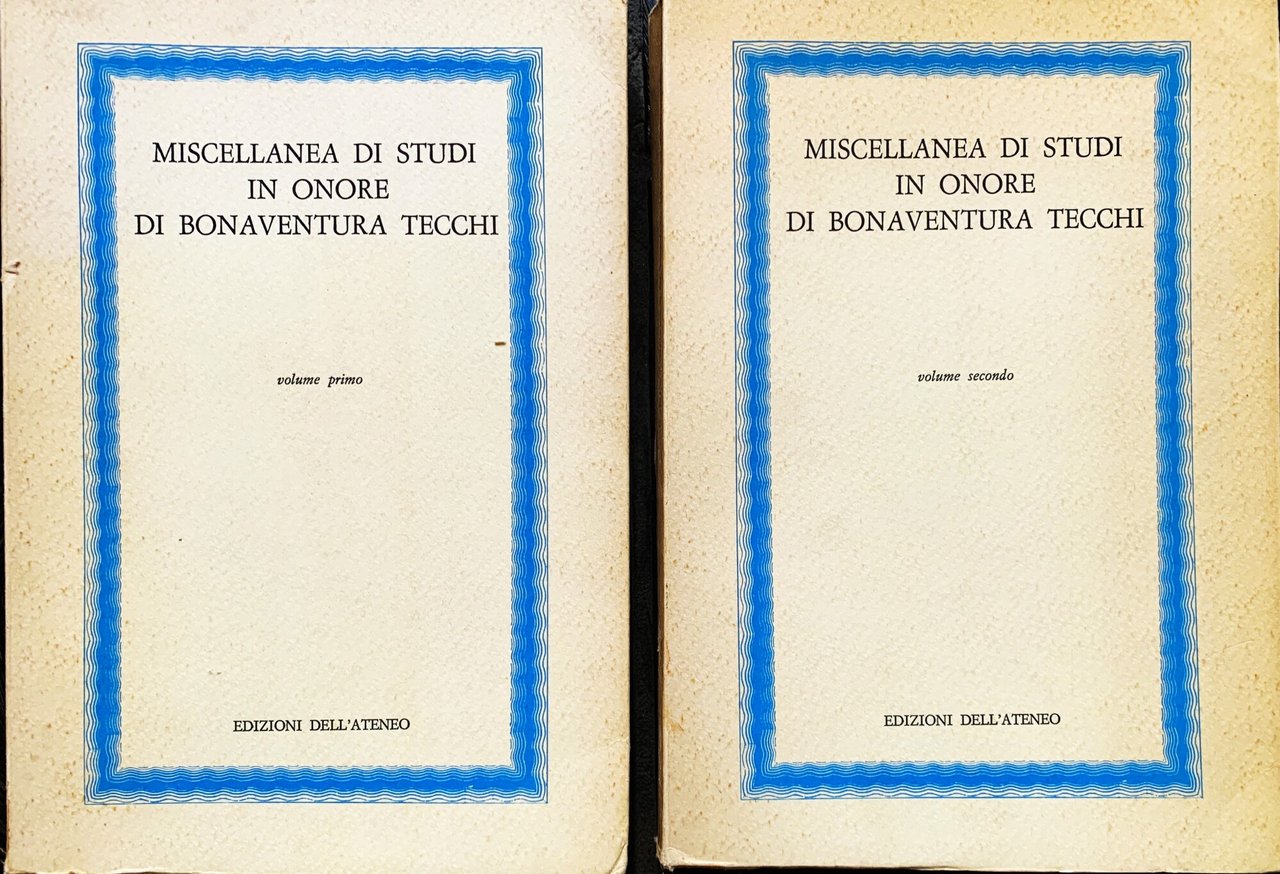 MISCELLANEA DI STUDI
IN ONORE
DI BONAVENTURA TECCHI
volume primo
EDIZIONI DELL'ATENEO
MISCELLANEA DI STUDI
IN ONORE
DI BONAVENTURA TECCHI
volume secondo
EDIZIONI DELL'ATENEO